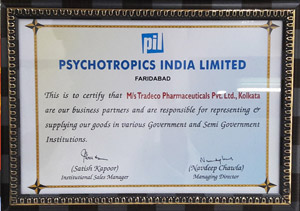 pil
PSYCHOTROPICS INDIA LIMITED
FARIDABAD
This is to certify that M/s Tradeco Pharmaceuticals Pvt. Ltd., Kolkata
are our business partners and are responsible for representing &
supplying our goods in various Government and Semi Government
Institutions.
(Satish Kapoor) (Navdeep Chawla)
Institutional Sales Manager Managing Director